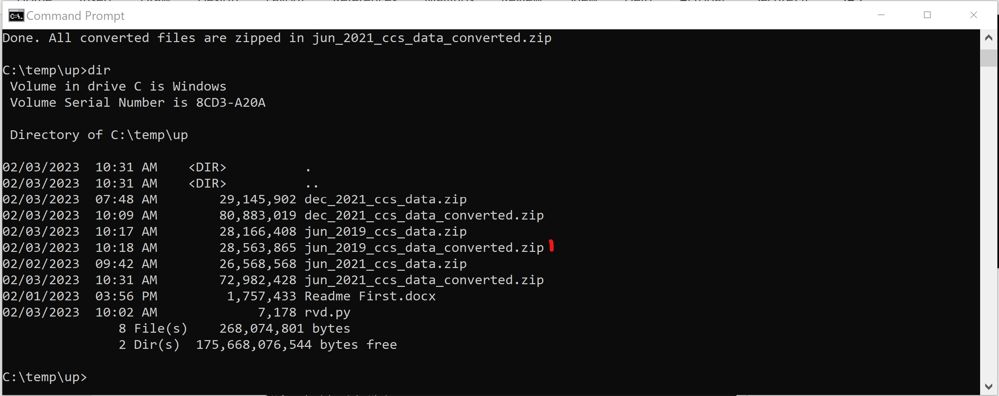 Command Prompt
Done. All converted files are zipped in jun_2021_ccs_data_converted.zip
C:\temp\up>dir
 Volume in drive C is Windows
 Volume Serial Number is 8CD3-A20A
 Directory of C:\temp\up
02/03/2023  10:31 AM    <DIR>          .
02/03/2023  10:31 AM    <DIR>          ..
02/03/2023  07:48 AM        29,145,902 dec_2021_ccs_data.zip
02/03/2023  10:09 AM        80,883,019 dec_2021_ccs_data_converted.zip
02/03/2023  10:17 AM        28,166,408 jun_2019_ccs_data.zip
02/03/2023  10:18 AM        28,563,865 jun_2019_ccs_data_converted.zip
02/02/2023  09:42 AM        26,568,568 jun_2021_ccs_data.zip
02/03/2023  10:31 AM        72,982,428 jun_2021_ccs_data_converted.zip
02/01/2023  03:56 PM         1,757,433 Readme First.docx
02/03/2023  10:02 AM             7,178 rvd.py
               8 File(s)    268,074,801 bytes
               2 Dir(s)  175,668,076,544 bytes free
C:\temp\up>